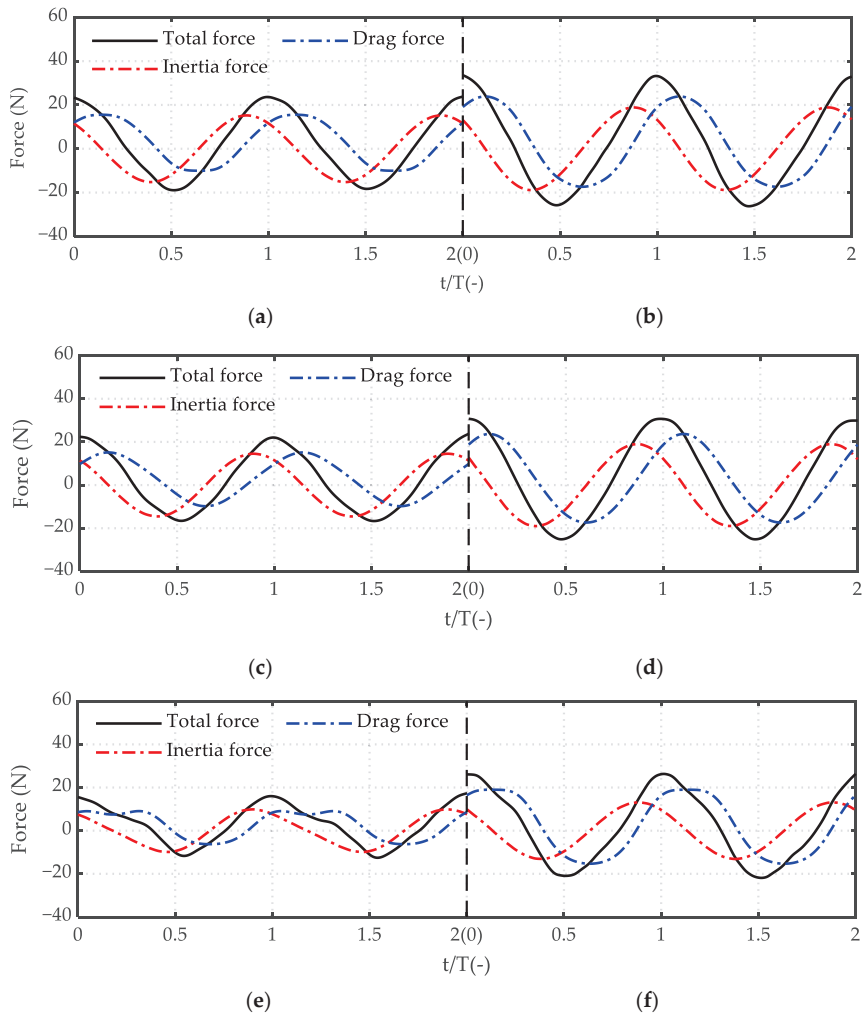 60
40
20
0
−20
−40
Force (N)
Total force
Drag force
Inertia force
0 0.5 1 1.5 2(0) 0.5 1 1.5 2
t/T(-)
(a) (b)
60
40
20
0
−20
−40
Force (N)
Total force
Drag force
Inertia force
0 0.5 1 1.5 2(0) 0.5 1 1.5 2
t/T(-)
(c) (d)
60
40
20
0
−20
−40
Force (N)
Total force
Drag force
Inertia force
0 0.5 1 1.5 2(0) 0.5 1 1.5 2
t/T(-)
(e) (f)